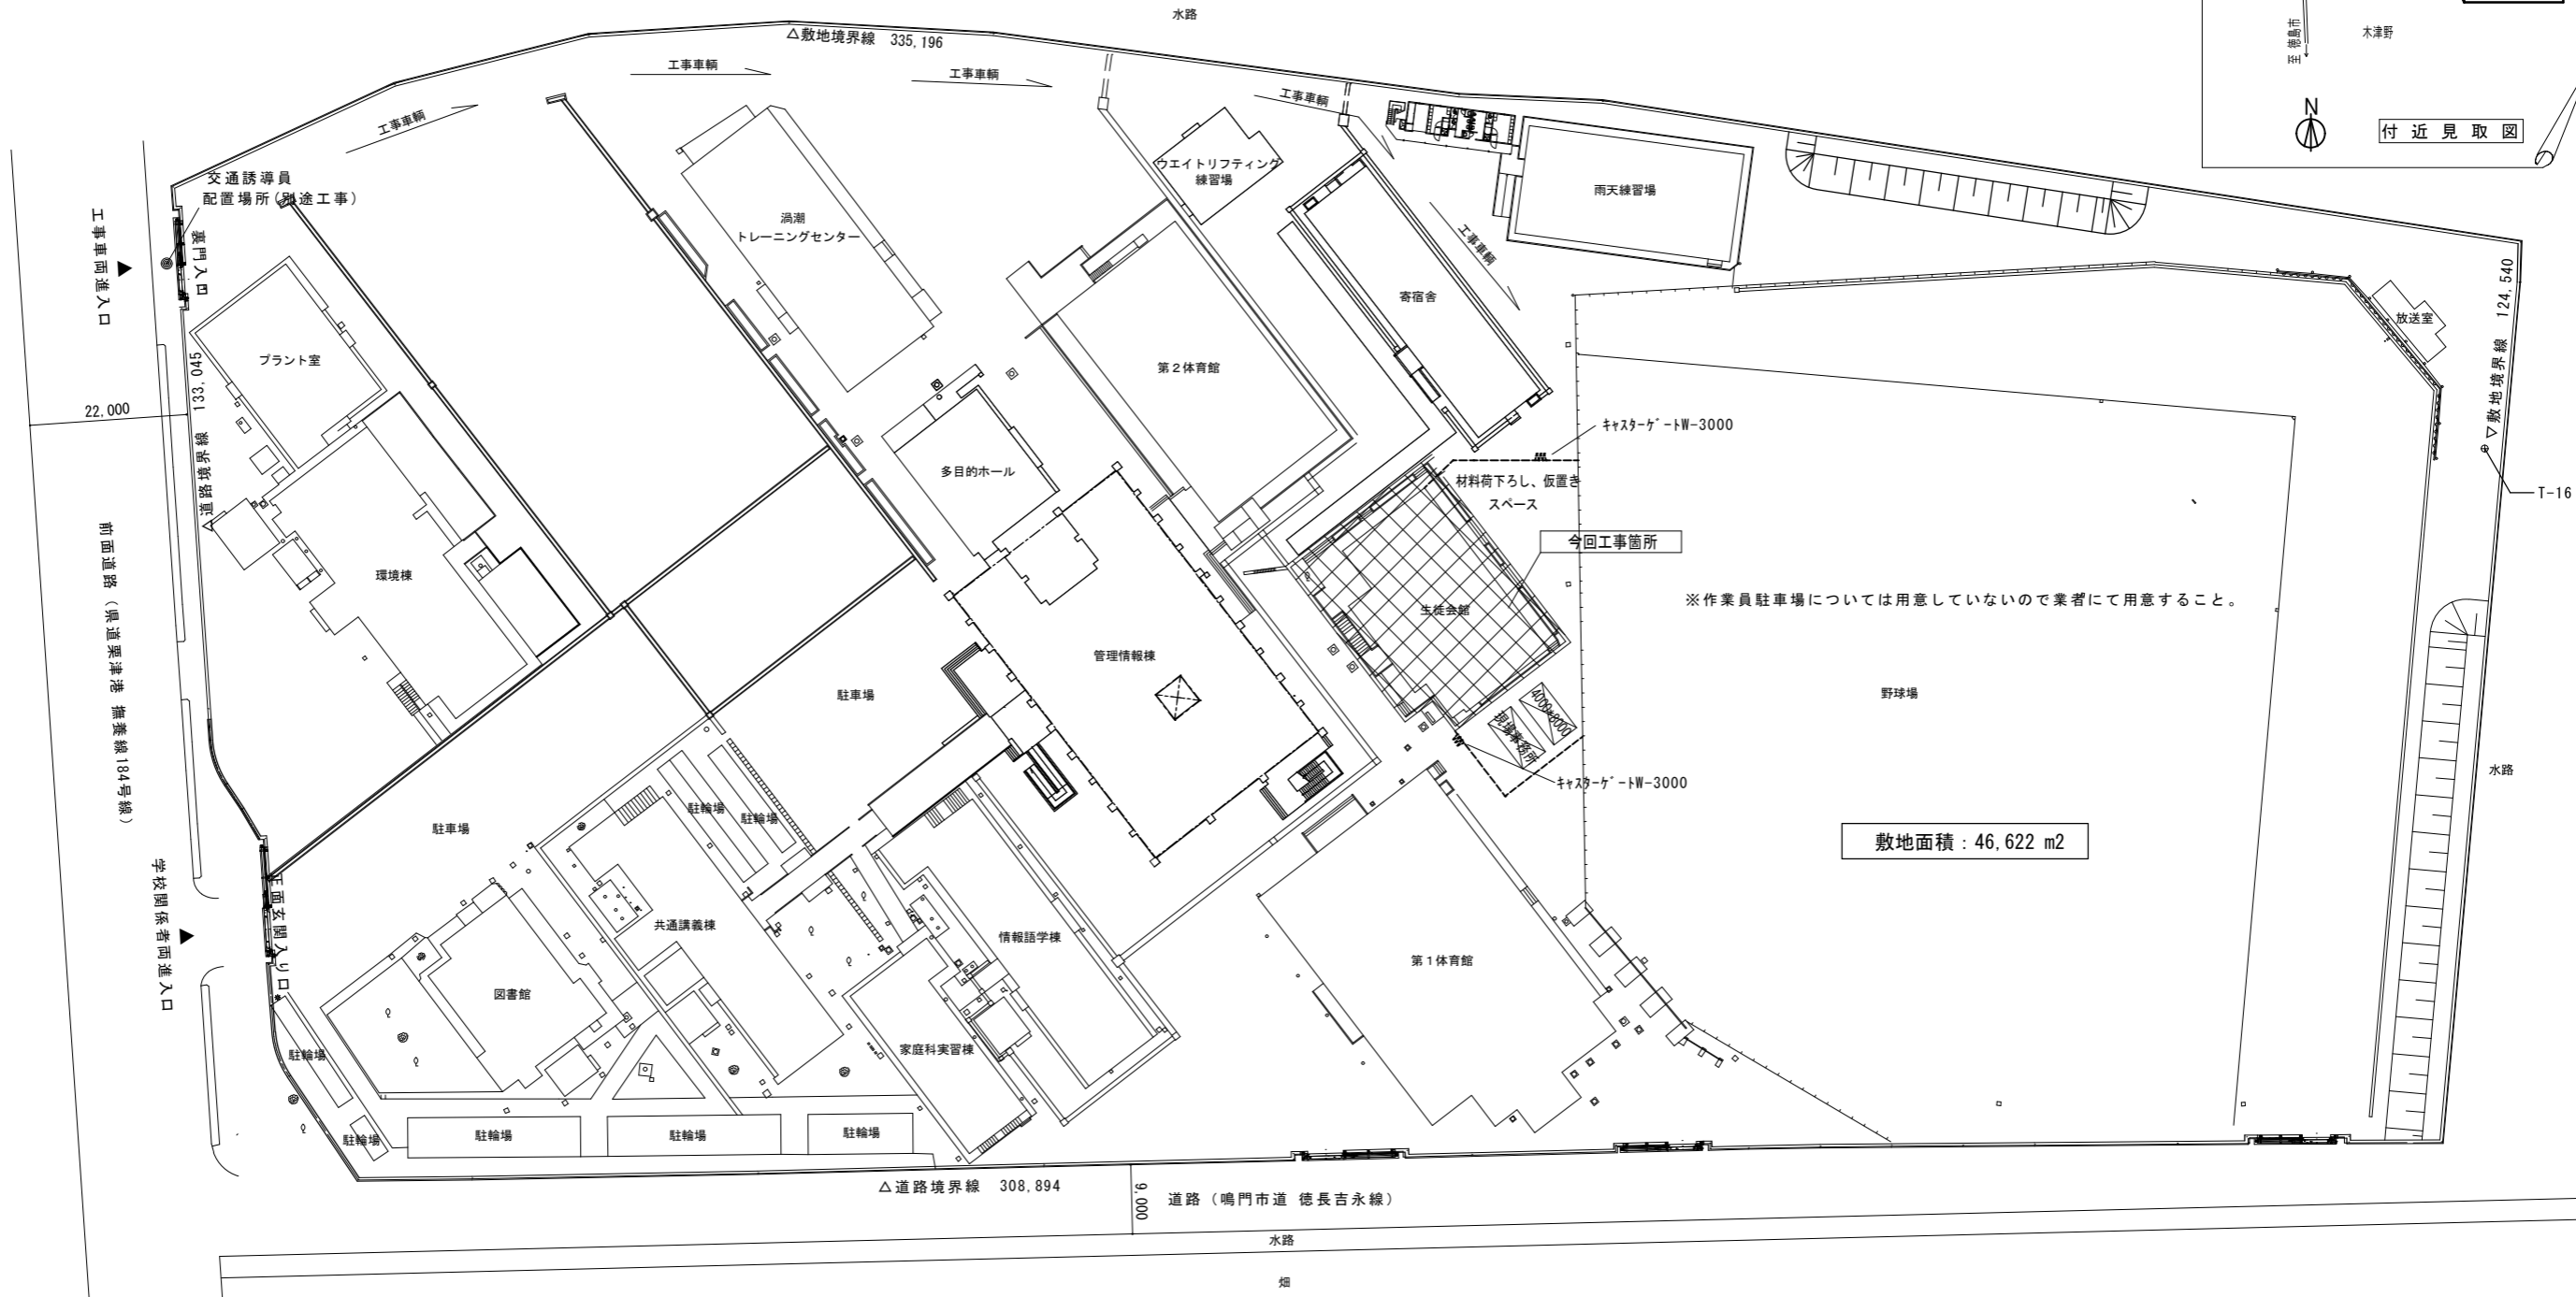 水路
△敷地境界線 335,196
至 徳島市
木津野
N
付近見取図
工事車輌
工事車輌
工事車輌
工事車輌
工事車輌
交通誘導員
配置場所(別途工事)
工事車両進入口
裏門入口
渦潮
トレーニングセンター
ウエイトリフティング
練習場
雨天練習場
寄宿舎
放送室
▽敷地境界線 124,540
T-16
プラント室
22,000
△道路境界線 133,045
第2体育館
多目的ホール
キャスターゲートW-3000
材料荷下ろし、仮置き
スペース
今回工事箇所
環境棟
生徒会館
※作業員駐車場については用意していないので業者にて用意すること。
前面道路(県道粟津港 撫養線184号線)
管理情報棟
駐車場
野球場
4000*8000
現場事務所
キャスターゲートW-3000
水路
駐車場
駐輪場
駐輪場
敷地面積:46,622 m2
学校関係者両進入口
正面玄関入り口
共通講義棟
情報語学棟
第1体育館
図書館
家庭科実習棟
駐輪場
駐輪場
駐輪場
駐輪場
駐輪場
△道路境界線 308,894
9,000
道路(鳴門市道 徳長吉永線)
水路
畑